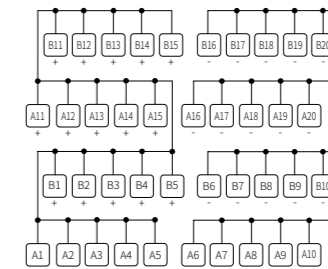 B11 B12 B13 B14 B15 B16 B17 B18 B19 B20
+ + + + + - - - - -
A11 A12 A13 A14 A15 A16 A17 A18 A19 A20
+ + + + + - - - - -
B1 B2 B3 B4 B5 B6 B7 B8 B9 B10
+ + + + + - - - - -
A1 A2 A3 A4 A5 A6 A7 A8 A9 A10